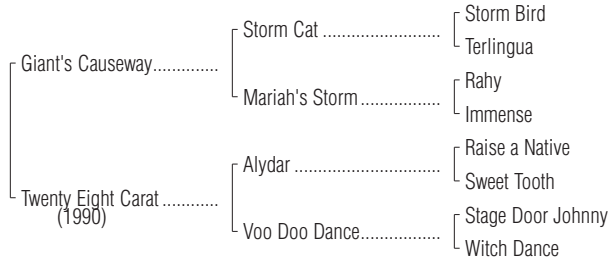 Storm Bird
Storm Cat ......................
Terlingua
Giant's Causeway.............
Rahy
Mariah's Storm.................
Immense
Raise a Native
Alydar ............................
Sweet Tooth
Twenty Eight Carat ...........
(1990)
Stage Door Johnny
Voo Doo Dance.................
Witch Dance